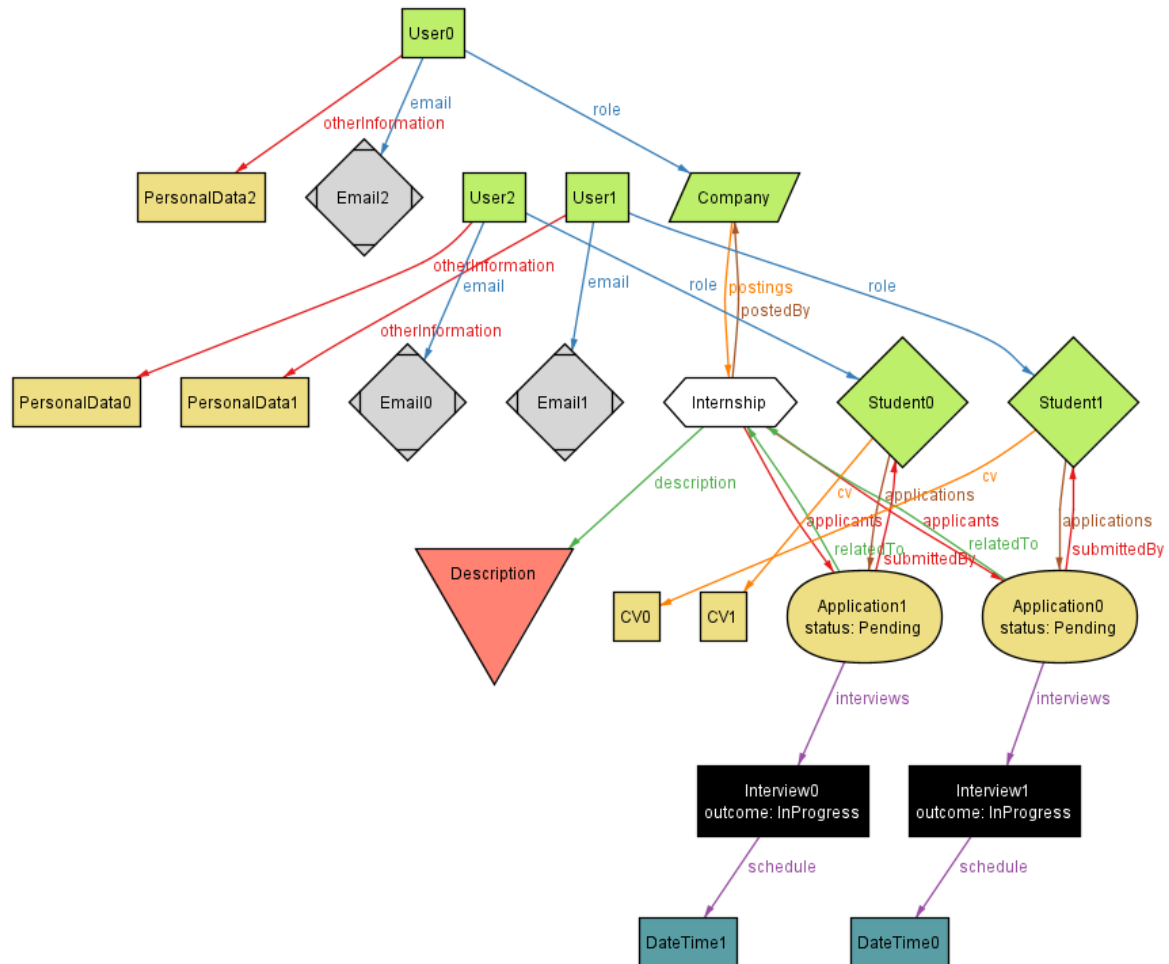 User0
email
role
otherInformation
PersonalData2
Email2
User2
User1
Company
otherInformation
email
email
role
postings
role
postedBy
otherInformation
PersonalData0
PersonalData1
Email0
Email1
Internship
Student0
Student1
description
cv
applications
cv
applicants
applicants
applications
relatedTo
relatedTo
submittedBy
submittedBy
Description
CV0
CV1
Application1
status: Pending
Application0
status: Pending
interviews
interviews
Interview0
outcome: InProgress
Interview1
outcome: InProgress
schedule
schedule
DateTime1
DateTime0